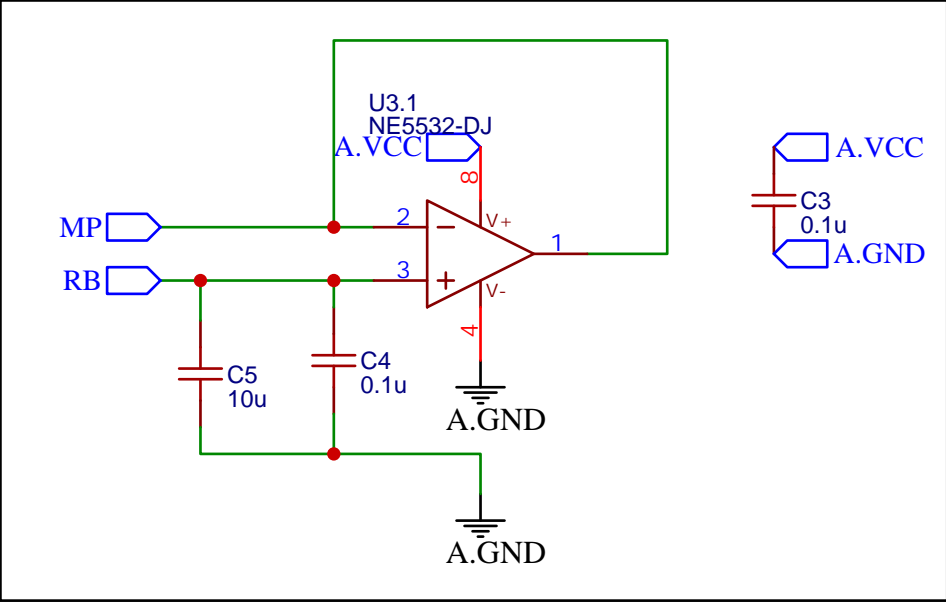 U3.1
NE5532-DJ
A.VCC
8
A.VCC
MP
2
V+
C3
0.1u
1
A.GND
RB
3
V-
4
C5
10u
C4
0.1u
A.GND
A.GND